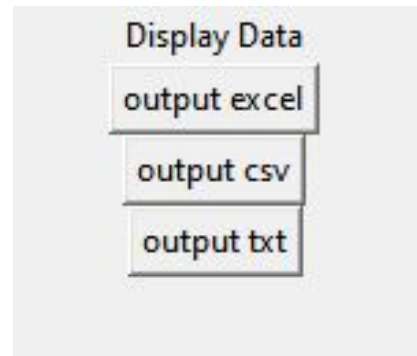 Display Data
output excel
output csv
output txt